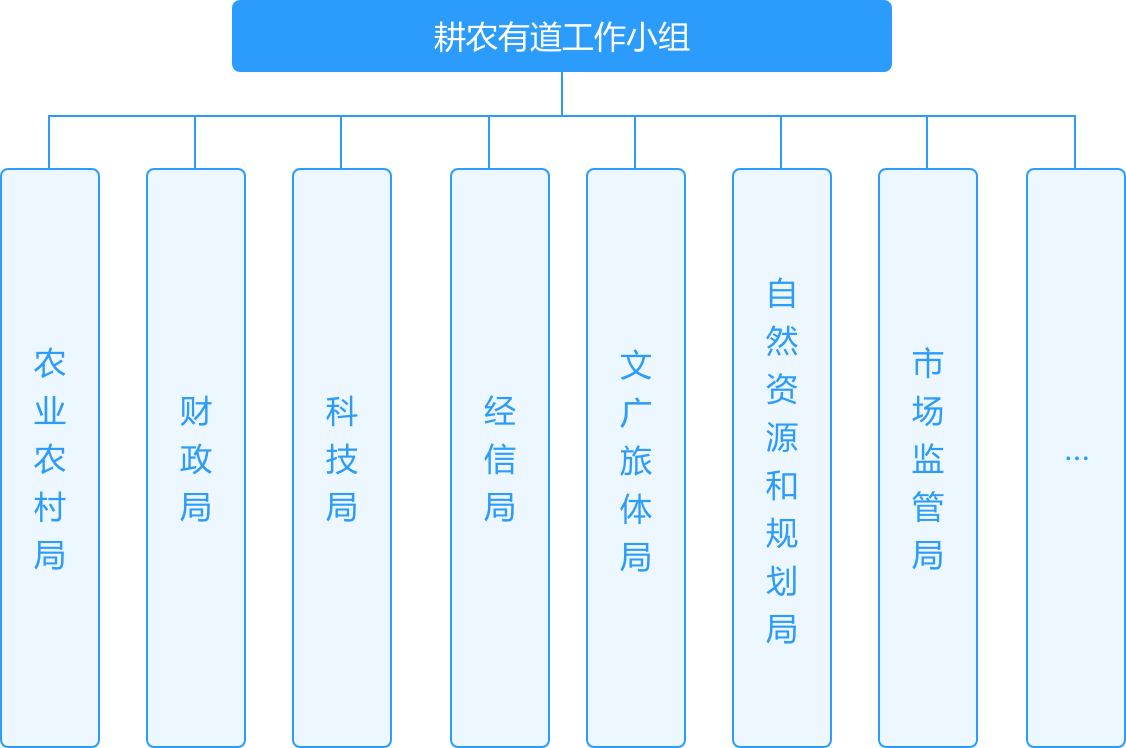 耕农有道工作小组
农业农村局
财政局
科技局
经信局
文广旅体局
自然资源和规划局
市场监管局
...